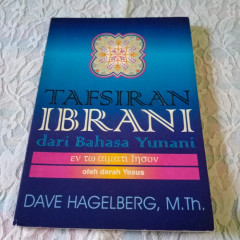 TAFSIRAN
IBRANI
dari Bahasa Yunani
εν τω αιματι Ιησου
oleh darah Yesus
DAVE HAGELBERG, M.Th.